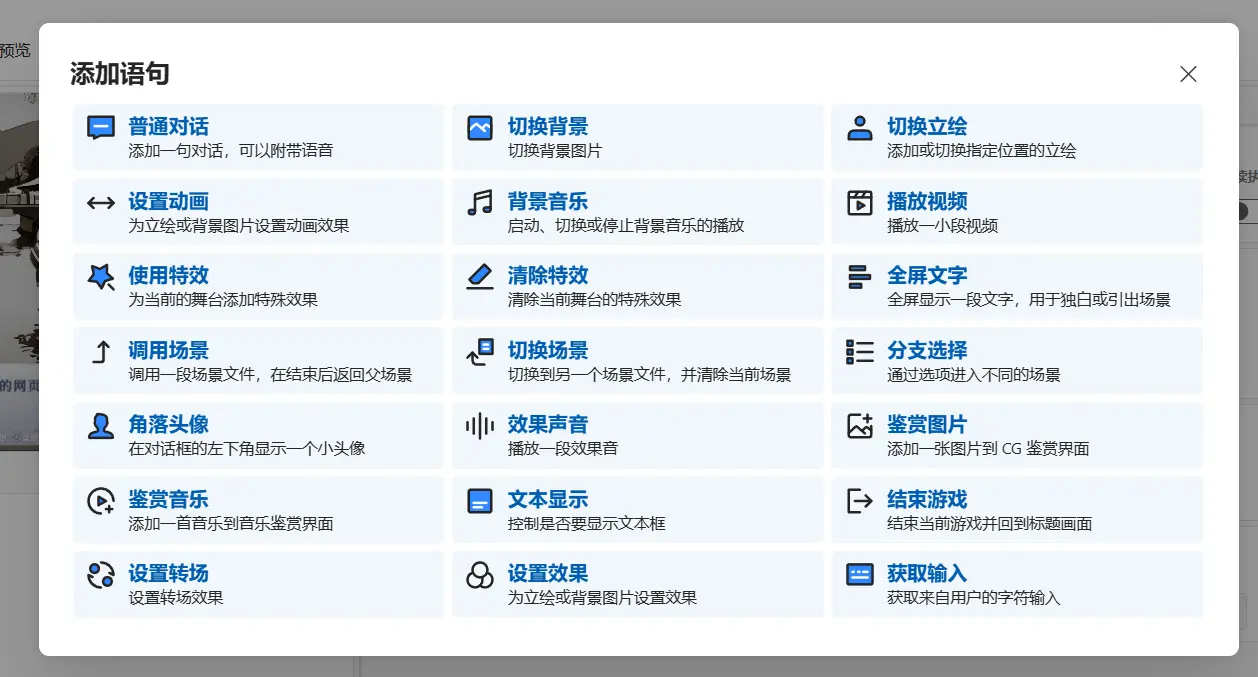 预览
添加语句
普通对话
添加一句对话，可以附带语音
切换背景
切换背景图片
切换立绘
添加或切换指定位置的立绘
设置动画
为立绘或背景图片设置动画效果
背景音乐
启动、切换或停止背景音乐的播放
播放视频
播放一小段视频
使用特效
为当前的舞台添加特殊效果
清除特效
清除当前舞台的特殊效果
全屏文字
全屏显示一段文字，用于独白或引出场景
调用场景
调用一段场景文件，在结束后返回父场景
切换场景
切换到另一个场景文件，并清除当前场景
分支选择
通过选项进入不同的场景
角落头像
在对话框的左下角显示一个小头像
效果声音
播放一段效果音
鉴赏图片
添加一张图片到 CG 鉴赏界面
鉴赏音乐
添加一首音乐到音乐鉴赏界面
文本显示
控制是否要显示文本框
结束游戏
结束当前游戏并回到标题画面
设置转场
设置转场效果
设置效果
为立绘或背景图片设置效果
获取输入
获取来自用户的字符输入
的网页